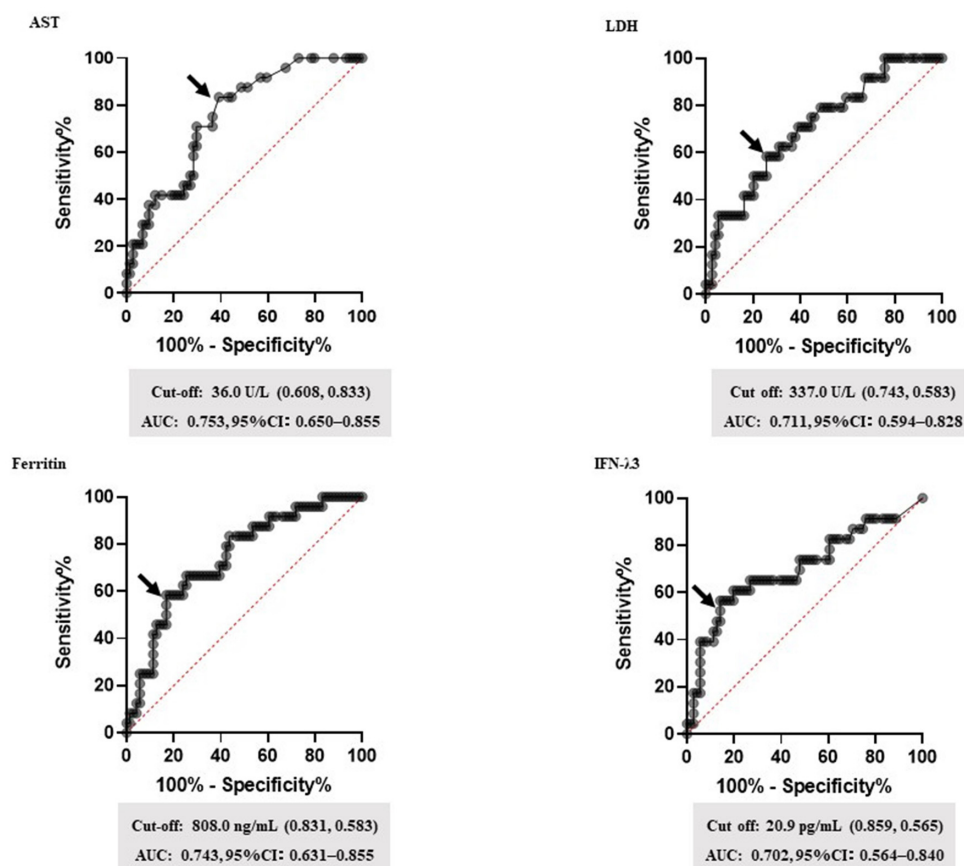 AST
100
80
60
40
20
0
Sensitivity%
0 20 40 60 80 100
100% - Specificity%
Cut-off: 36.0 U/L (0.608, 0.833)
AUC: 0.753, 95%CI: 0.650–0.855
LDH
100
80
60
40
20
0
Sensitivity%
0 20 40 60 80 100
100% - Specificity%
Cut off: 337.0 U/L (0.743, 0.583)
AUC: 0.711, 95%CI: 0.594–0.828
Ferritin
100
80
60
40
20
0
Sensitivity%
0 20 40 60 80 100
100% - Specificity%
Cut-off: 808.0 ng/mL (0.831, 0.583)
AUC: 0.743, 95%CI: 0.631–0.855
IFN-λ3
100
80
60
40
20
0
Sensitivity%
0 20 40 60 80 100
100% - Specificity%
Cut off: 20.9 pg/mL (0.859, 0.565)
AUC: 0.702, 95%CI: 0.564–0.840